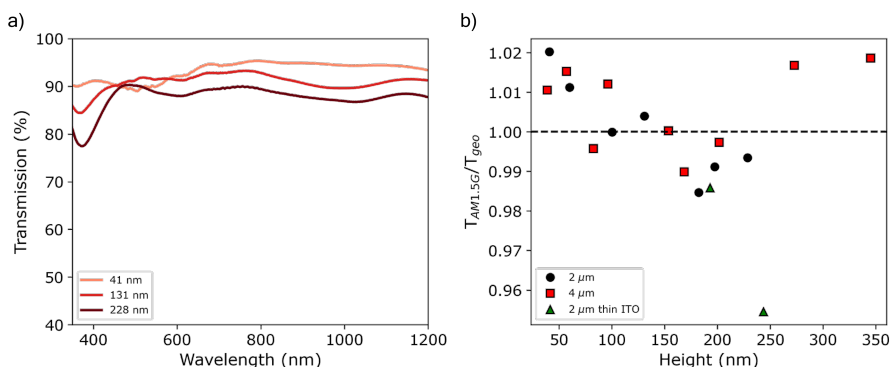 a)
Transmission (%)
100
90
80
70
60
50
40
41 nm
131 nm
228 nm
400
600
800
1000
1200
Wavelength (nm)
b)
T_AM1.5G/T_geo
1.02
1.01
1.00
0.99
0.98
0.97
0.96
2 μm
4 μm
2 μm thin ITO
50
100
150
200
250
300
350
Height (nm)